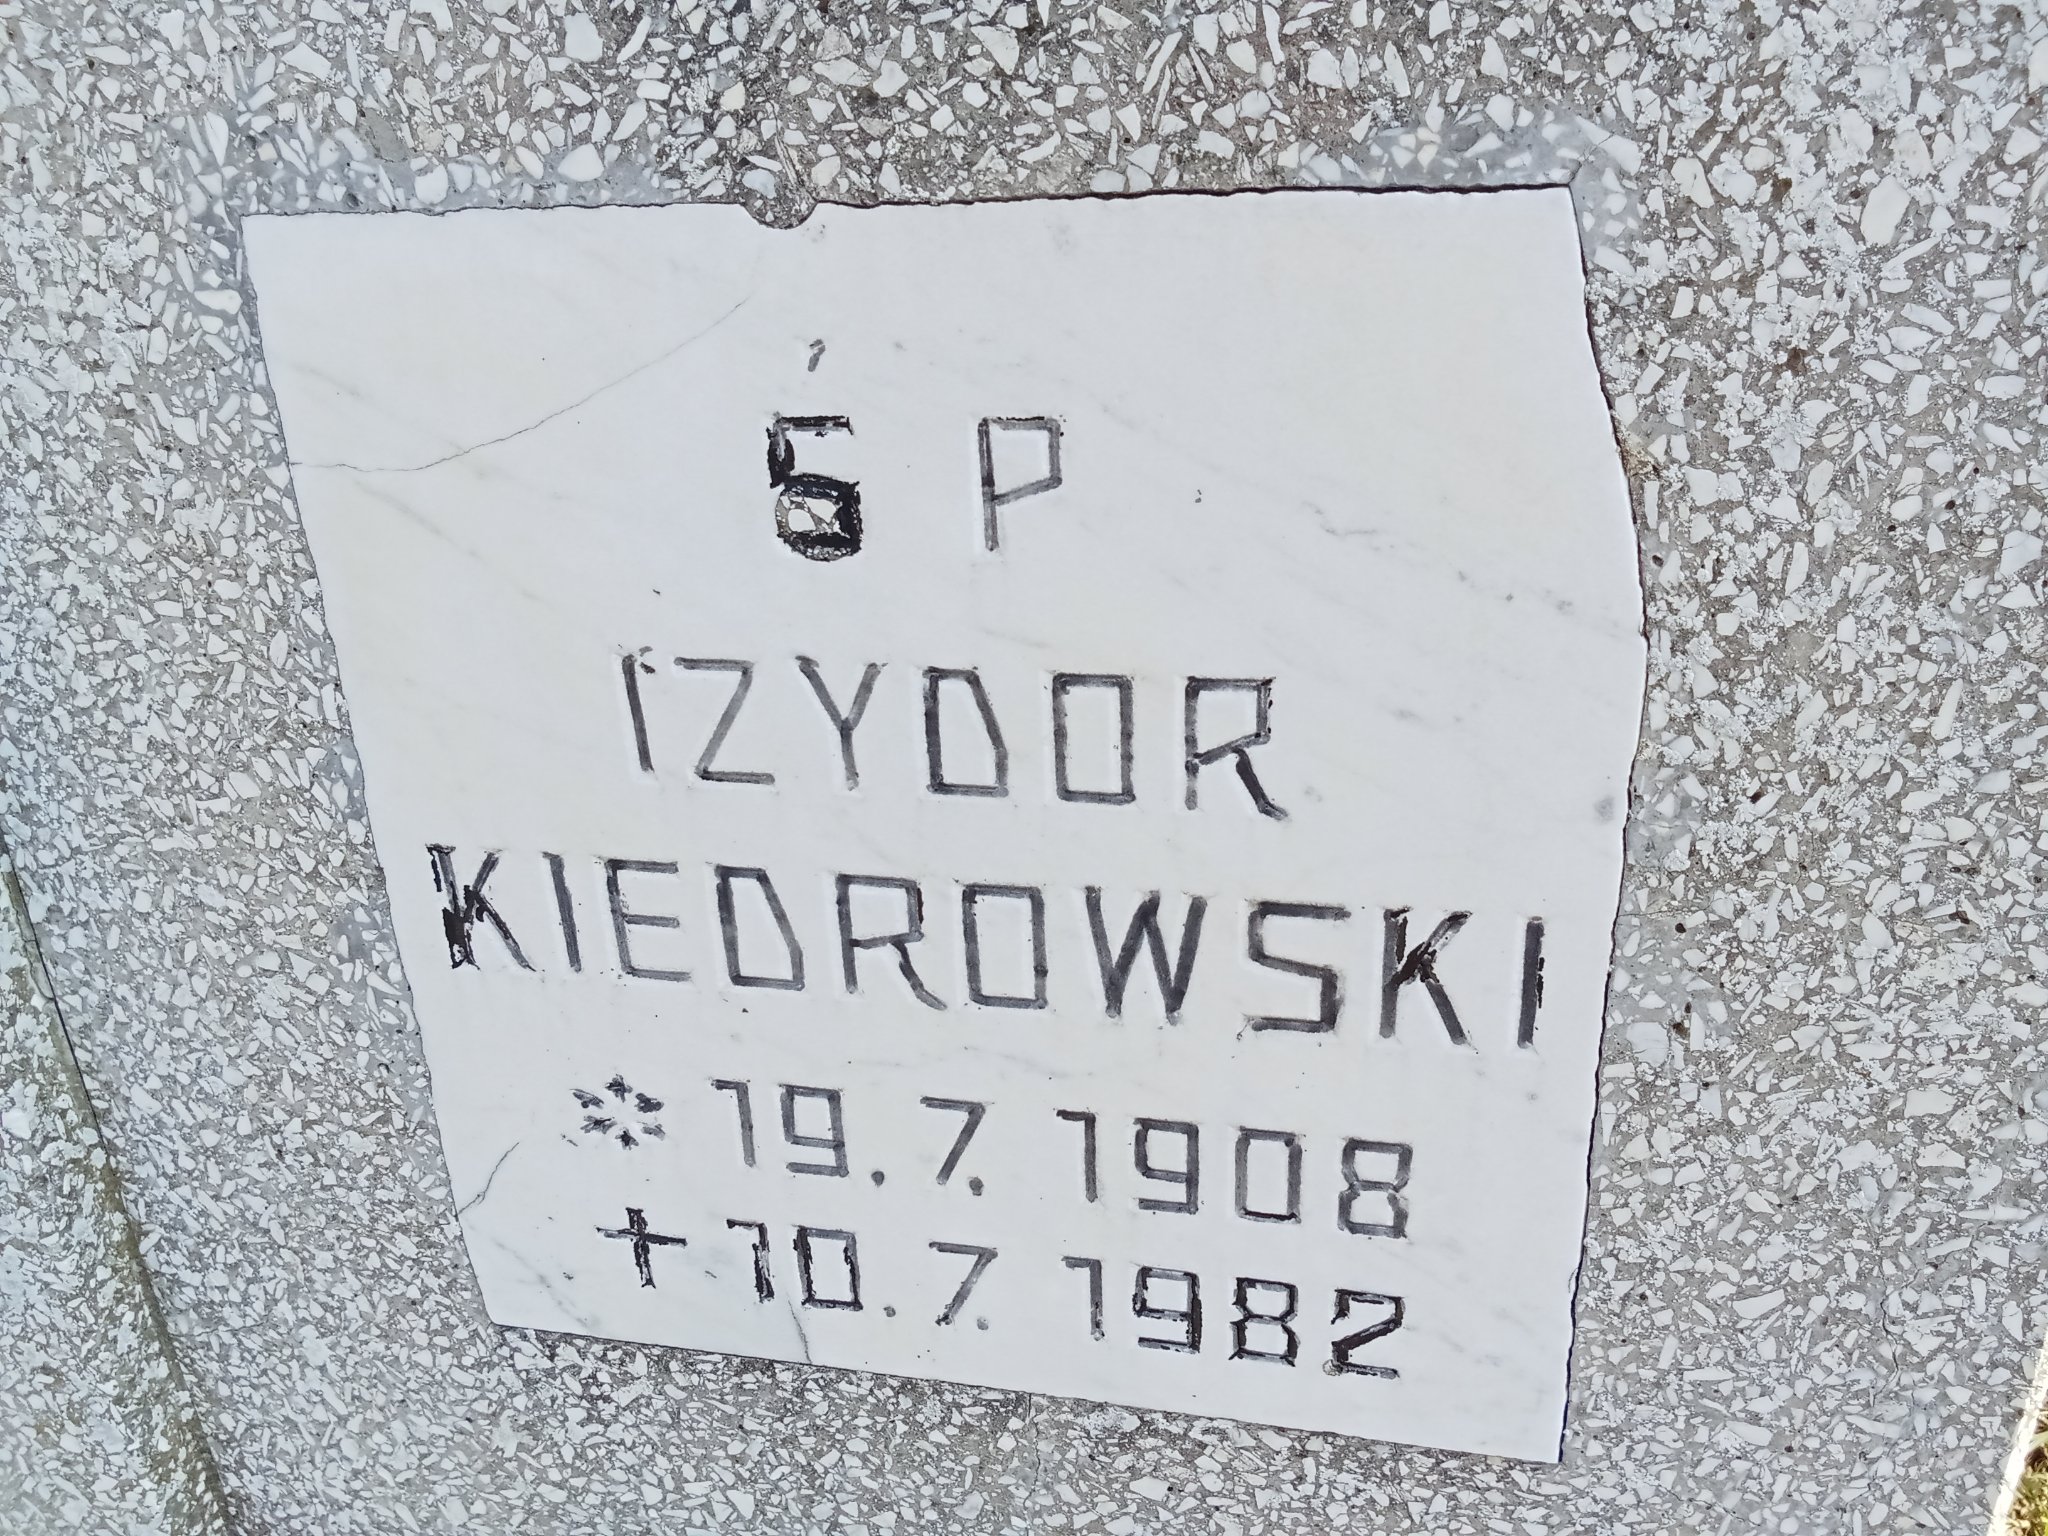 Ś P
IZYDOR
KIEDROWSKI
* 19.7.1908
† 10.7.1982